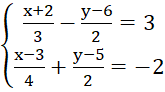 { (x+2)/3 − (y−6)/2 = 3
(x−3)/4 + (y−5)/2 = −2